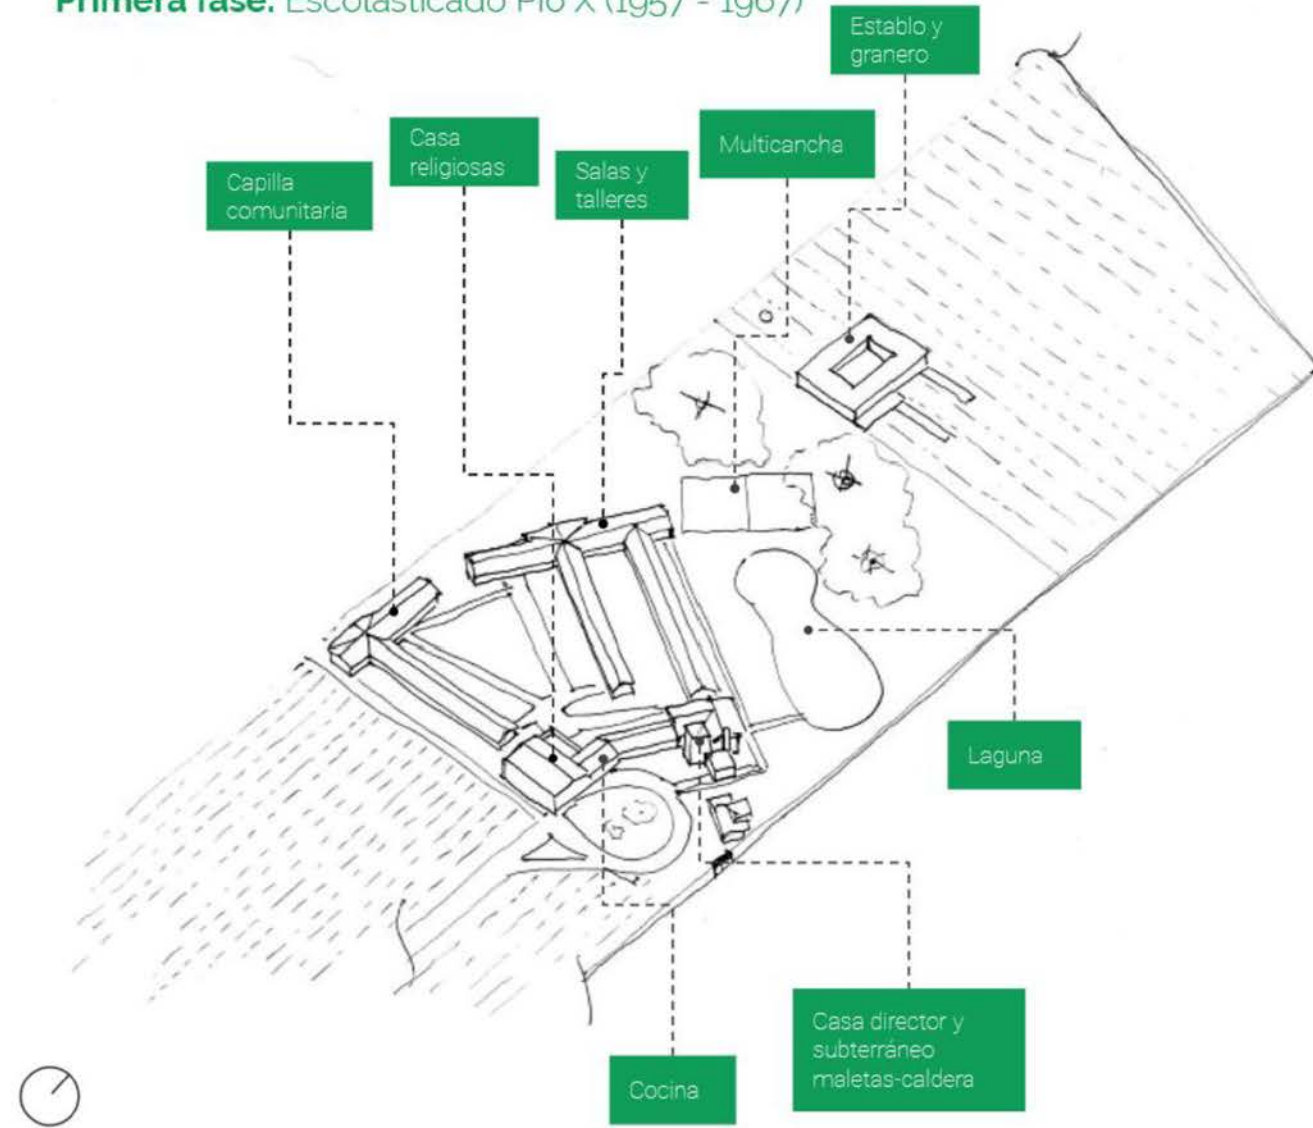 Primera fase: Escolasticado Pío X (1957 - 1967)
Establo y
granero
Casa
religiosas
Multicancha
Salas y
talleres
Capilla
comunitaria
Laguna
Casa director y
subterráneo
maletas-caldera
Cocina